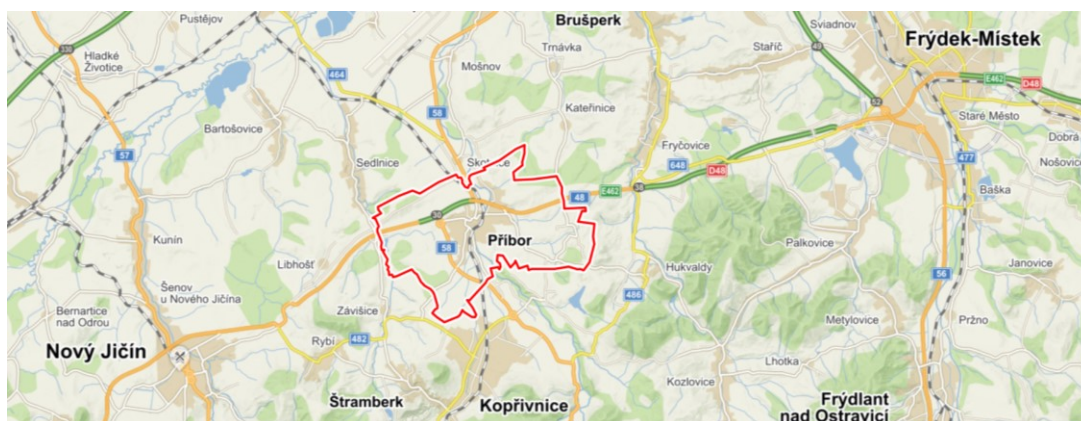 Pustějov
Brušperk
Sviadnov
Hladké
Životice
Trnávka
Staříč
Frýdek-Místek
Mošnov
464
58
Kateřinice
E462
D48
52
Staré Město
Bartošovice
57
Dobrá
Fryčovice
Sedlnice
Skotnice
648
D48
477
Nošovice
E462
38
48
Baška
30
Kunín
Příbor
58
Palkovice
Libhošť
Hukvaldy
56
Janovice
Šenov
u Nového Jičína
486
Bernartice
nad Odrou
Závišice
Metylovice
Pržno
Rybí
482
Nový Jičín
Lhotka
Kozlovice
Štramberk
Kopřivnice
Frýdlant
nad Ostravicí